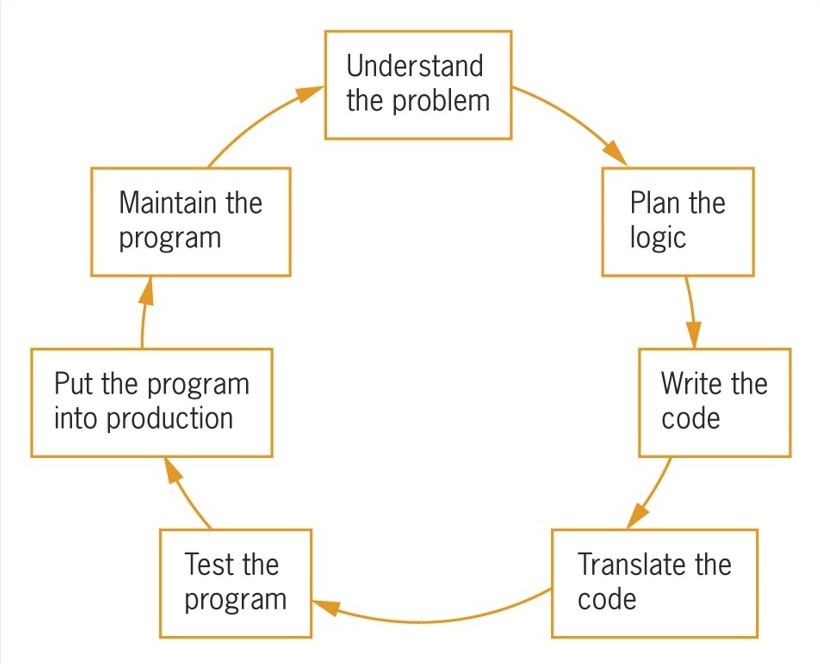 Understand
the problem
Plan the
logic
Write the
code
Translate the
code
Test the
program
Put the program
into production
Maintain the
program